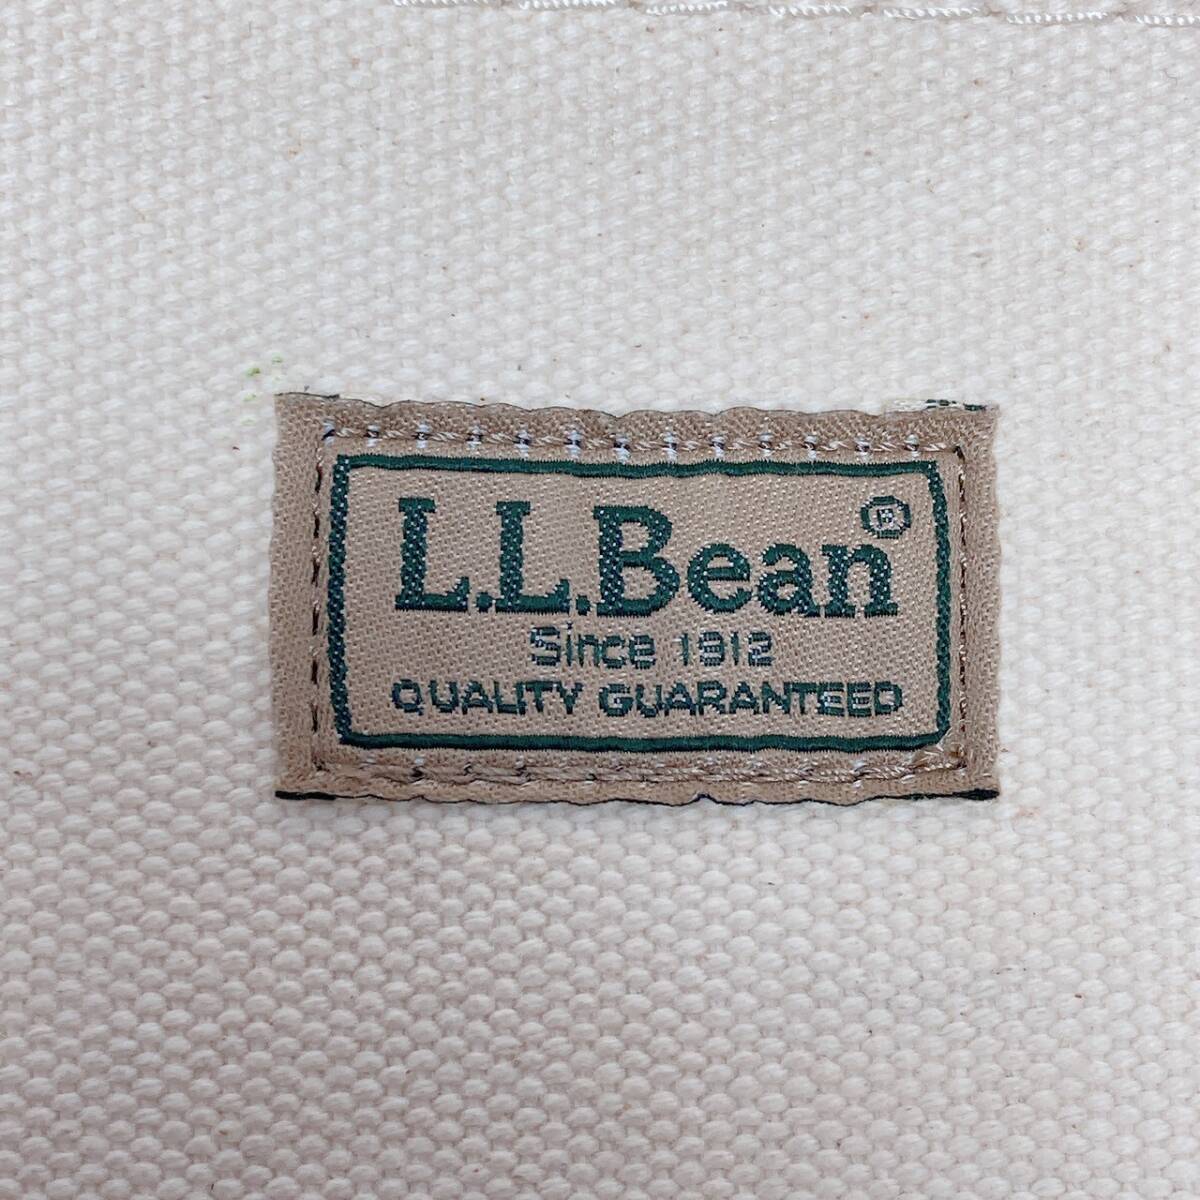 L.L.Bean®
Since 1912
QUALITY GUARANTEED